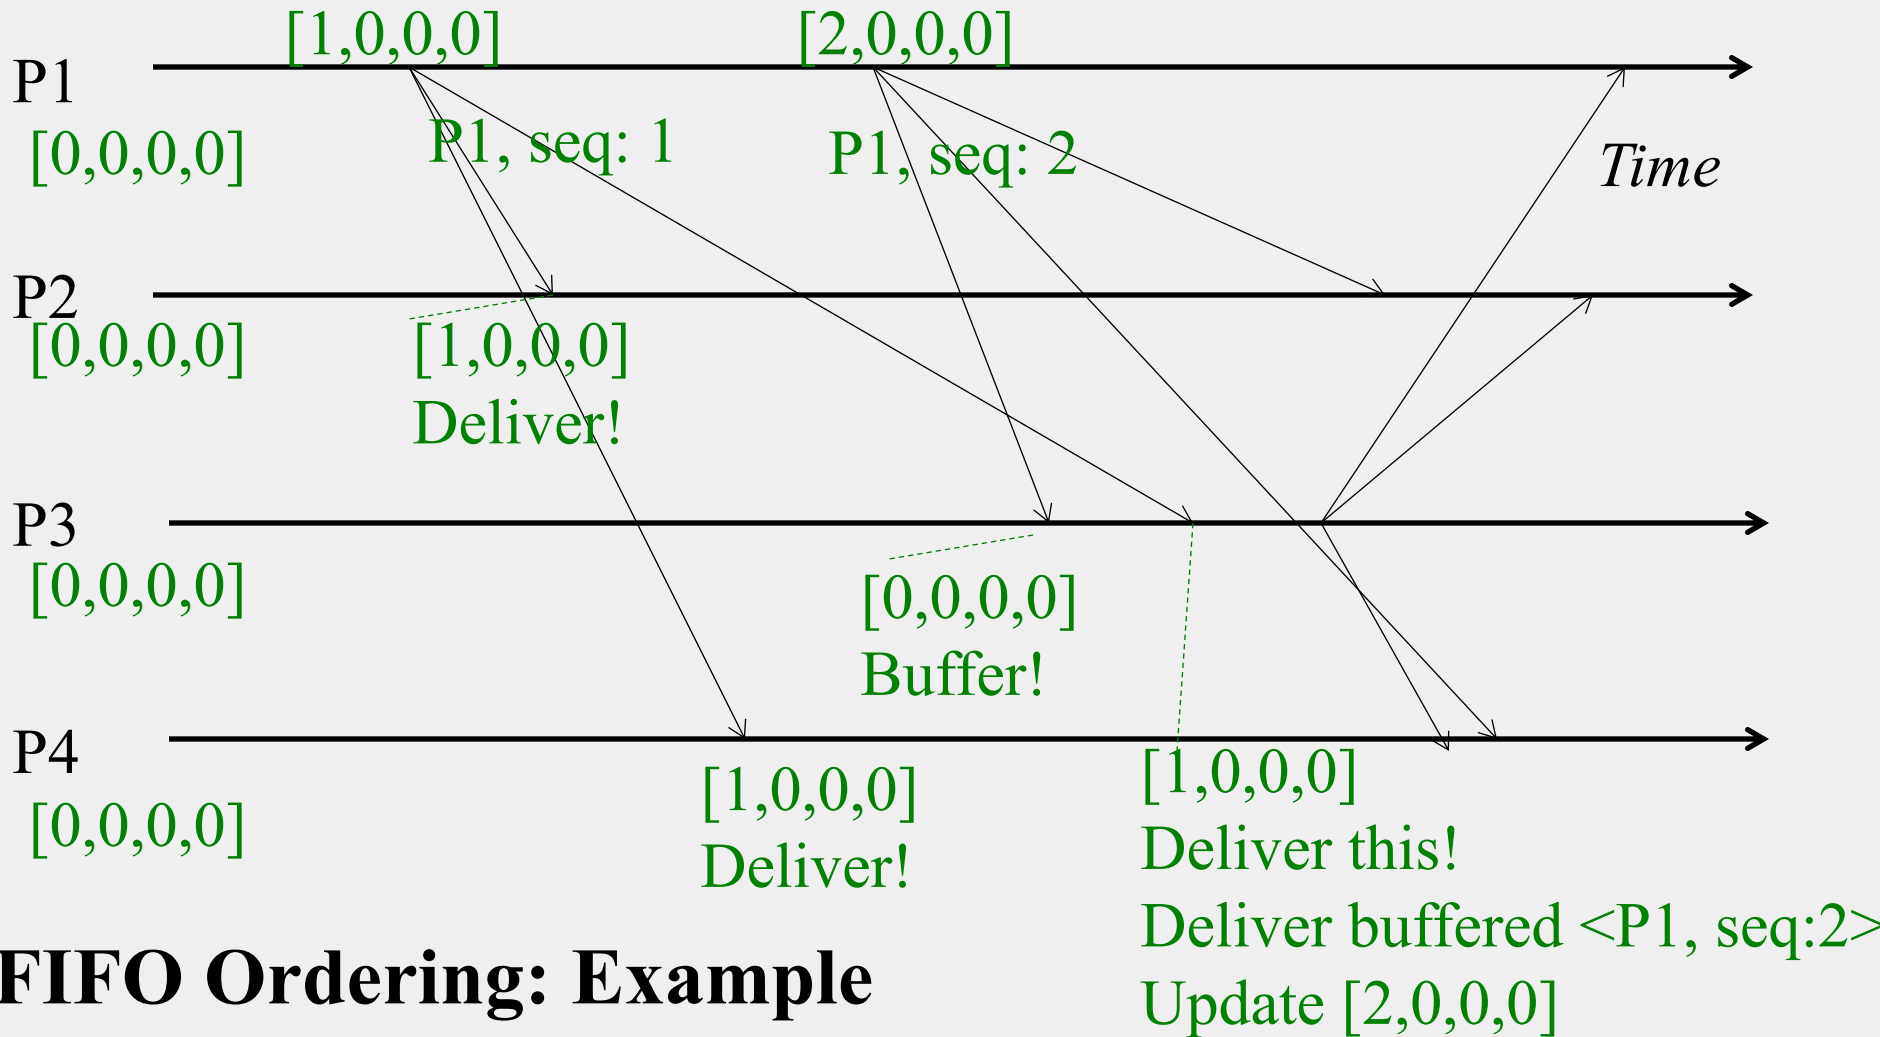 [1,0,0,0]
[2,0,0,0]
P1
P1, seq: 1
P1, seq: 2
[0,0,0,0]
Time
P2
[0,0,0,0]
[1,0,0,0]
Deliver!
P3
[0,0,0,0]
[0,0,0,0]
Buffer!
P4
[0,0,0,0]
[1,0,0,0]
Deliver!
[1,0,0,0]
Deliver this!
Deliver buffered <P1, seq:2>
Update [2,0,0,0]
FIFO Ordering: Example